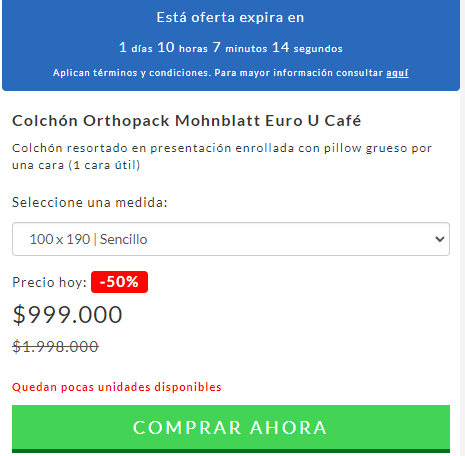 Está oferta expira en
1 días 10 horas 7 minutos 14 segundos
Aplican términos y condiciones. Para mayor información consultar aquí
Colchón Orthopack Mohnblatt Euro U Café
Colchón resortado en presentación enrollada con pillow grueso por
una cara (1 cara útil)
Seleccione una medida:
100 x 190 | Sencillo
Precio hoy: -50%
$999.000
$1.998.000
Quedan pocas unidades disponibles
COMPRAR AHORA